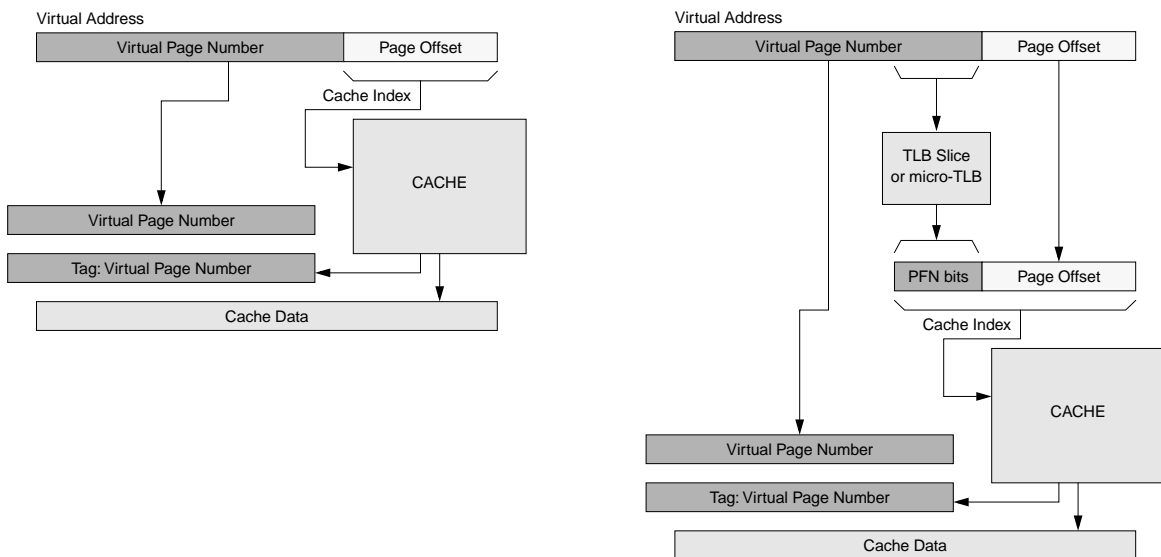 Virtual Address
Virtual Page Number
Page Offset
Cache Index
CACHE
Virtual Page Number
Tag: Virtual Page Number
Cache Data
Virtual Address
Virtual Page Number
Page Offset
TLB Slice
or micro-TLB
PFN bits
Page Offset
Cache Index
CACHE
Virtual Page Number
Tag: Virtual Page Number
Cache Data